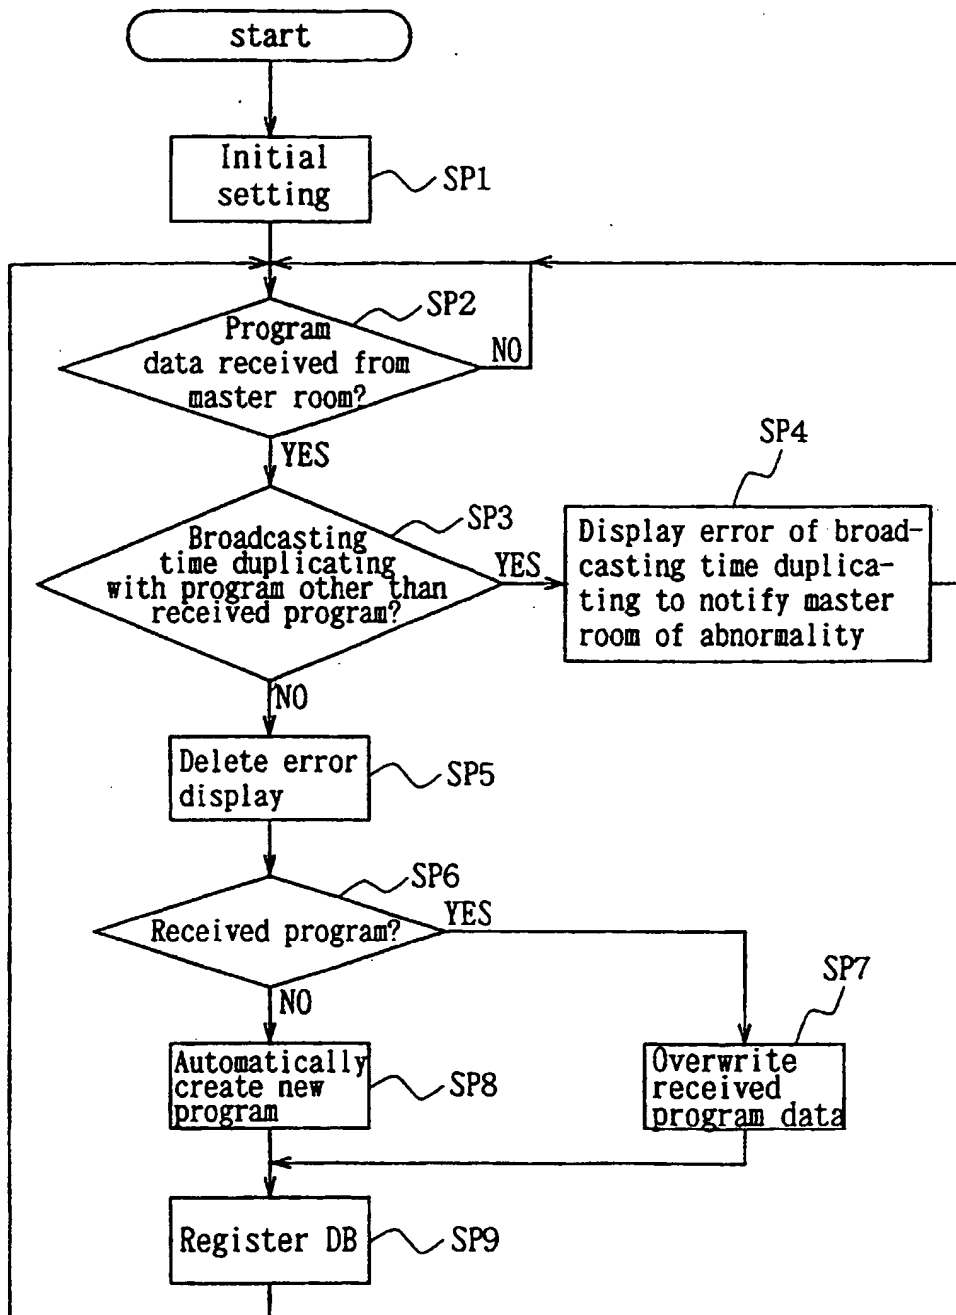 start
Initial
setting
SP1
SP2
Program
data received from
master room?
NO
YES
SP4
SP3
Broadcasting
time duplicating
with program other than
received program?
YES
Display error of broad-
casting time duplica-
ting to notify master
room of abnormality
NO
Delete error
display
SP5
SP6
Received program?
YES
NO
SP7
Automatically
create new
program
SP8
Overwrite
received
program data
Register DB
SP9